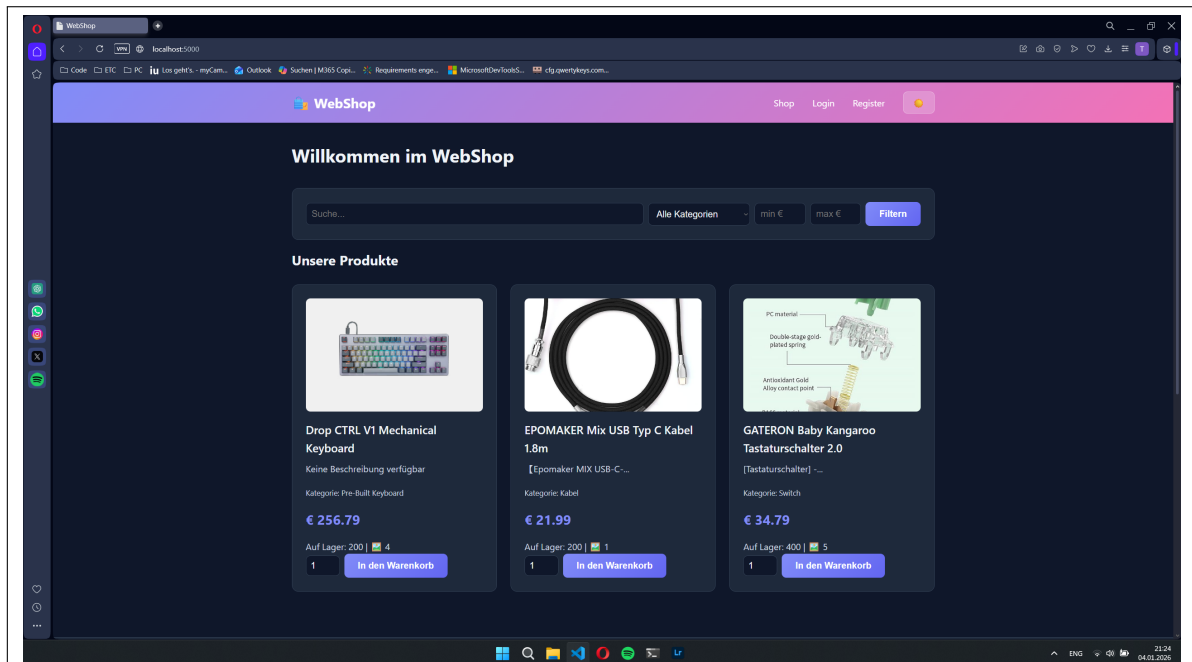 WebShop
VPN localhost:5000
T
Code ETC PC Los geht's. - myCam... Outlook Suchen | M365 Copi... Requirements enge... MicrosoftDevToolsS... cfg.qwertykeys.com...
WebShop Shop Login Register
Willkommen im WebShop
Suche... Alle Kategorien min € max € Filtern
Unsere Produkte
PC material
Double-stage gold-
plated spring
Antioxidant Gold
Alloy contact point
Drop CTRL V1 Mechanical
Keyboard
Keine Beschreibung verfügbar
Kategorie: Pre-Built Keyboard
€ 256.79
Auf Lager: 200 | 4
1 In den Warenkorb
EPOMAKER Mix USB Typ C Kabel
1.8m
【Epomaker MIX USB-C-...
Kategorie: Kabel
€ 21.99
Auf Lager: 200 | 1
1 In den Warenkorb
GATERON Baby Kangaroo
Tastaturschalter 2.0
[Tastaturschalter] -...
Kategorie: Switch
€ 34.79
Auf Lager: 400 | 5
1 In den Warenkorb
Lr
ENG
21:24
04.01.2026